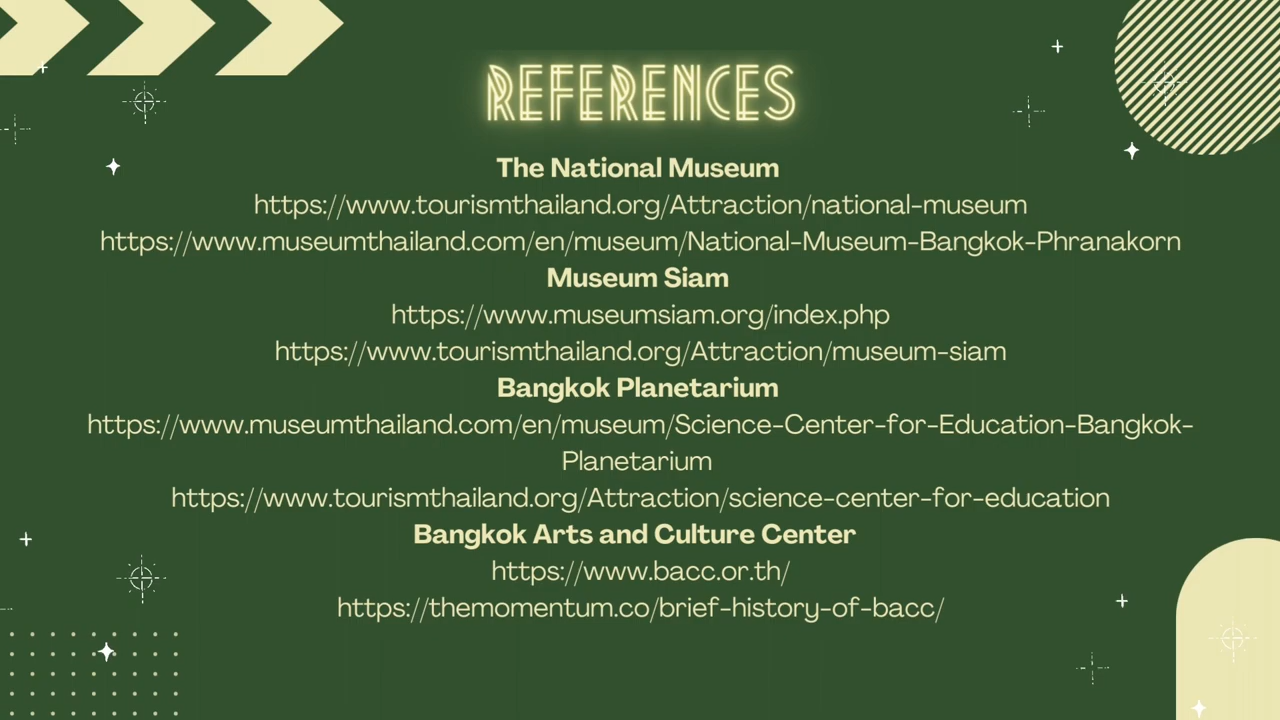 REFERENCES
The National Museum
https://www.tourismthailand.org/Attraction/national-museum
https://www.museumthailand.com/en/museum/National-Museum-Bangkok-Phranakorn
Museum Siam
https://www.museumsiam.org/index.php
https://www.tourismthailand.org/Attraction/museum-siam
Bangkok Planetarium
https://www.museumthailand.com/en/museum/Science-Center-for-Education-Bangkok-
Planetarium
https://www.tourismthailand.org/Attraction/science-center-for-education
Bangkok Arts and Culture Center
https://www.bacc.or.th/
https://themomentum.co/brief-history-of-bacc/